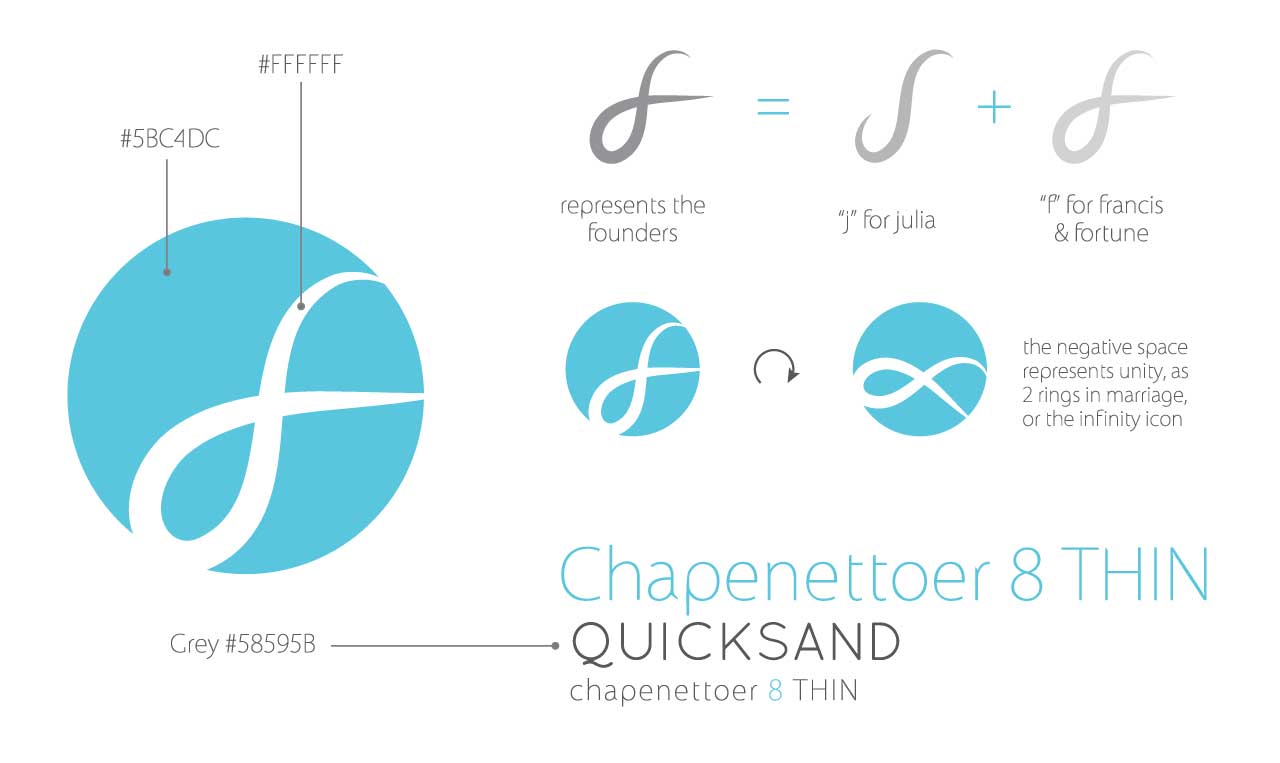 #FFFFFF
#5BC4DC
=
+
represents the
founders
“j” for julia
“f” for francis
& fortune
the negative space
represents unity, as
2 rings in marriage,
or the infinity icon
Chapenettoer 8 THIN
Grey #58595B
QUICKSAND
chapenettoer 8 THIN